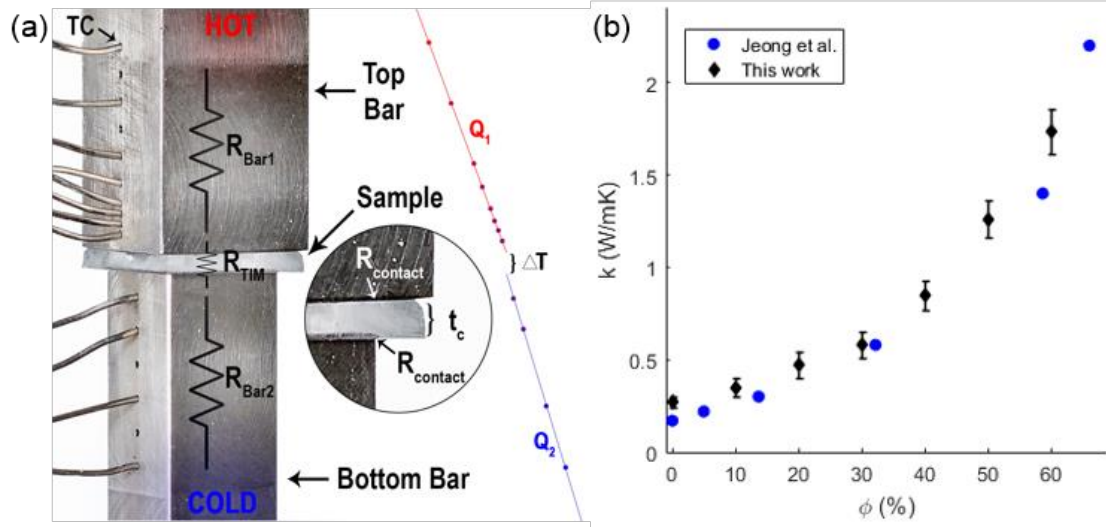 (a)
TC
HOT
Top
Bar
R_Bar1
Q_1
Sample
R_TIM
R_contact
t_c
R_contact
} ΔT
R_Bar2
Q_2
Bottom Bar
COLD
(b)
Jeong et al.
This work
k (W/mK)
2
1.5
1
0.5
0
0 10 20 30 40 50 60
ϕ (%)